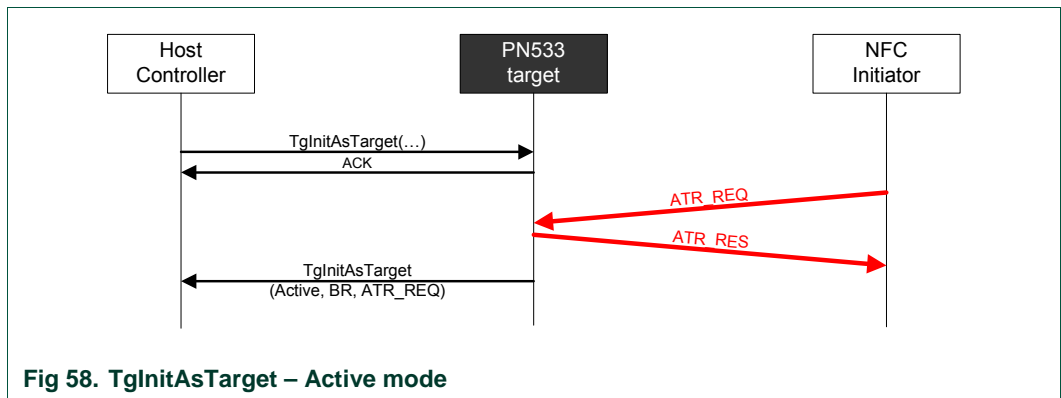 Host
Controller
PN533
target
NFC
Initiator
TgInitAsTarget(…)
ACK
ATR_REQ
ATR_RES
TgInitAsTarget
(Active, BR, ATR_REQ)
Fig 58. TgInitAsTarget – Active mode